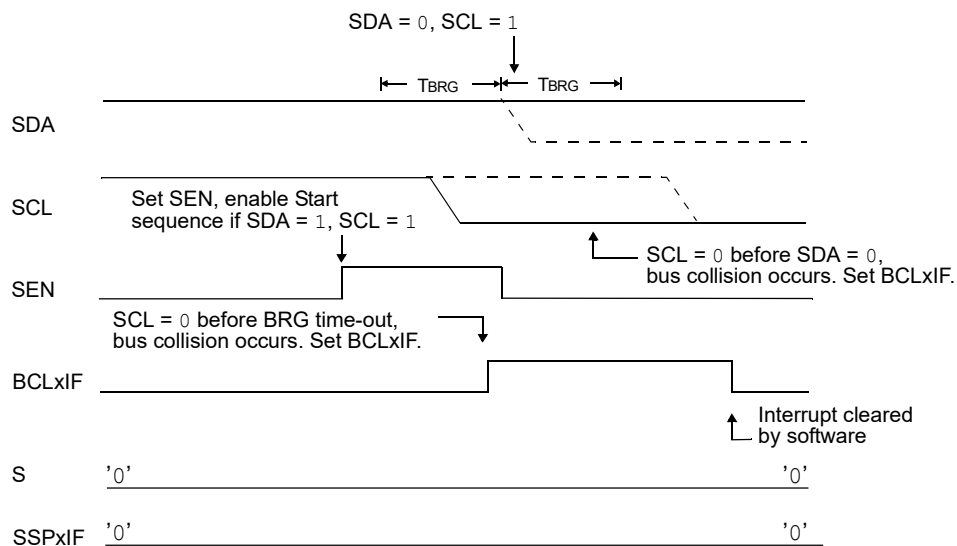 SDA = 0, SCL = 1
TBRG TBRG
SDA
SCL
Set SEN, enable Start
sequence if SDA = 1, SCL = 1
SCL = 0 before SDA = 0,
bus collision occurs. Set BCLxIF.
SEN
SCL = 0 before BRG time-out,
bus collision occurs. Set BCLxIF.
BCLxIF
Interrupt cleared
by software
S '0' '0'
SSPxIF '0' '0'